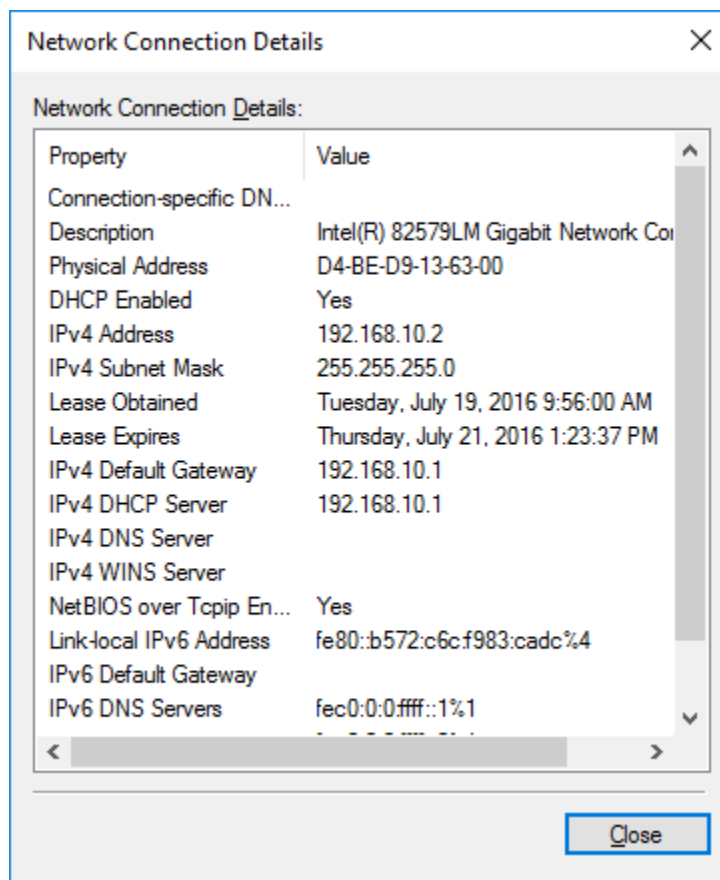 Network Connection Details
Network Connection Details:
Property Value
Connection-specific DN...
Description Intel(R) 82579LM Gigabit Network Cor
Physical Address D4-BE-D9-13-63-00
DHCP Enabled Yes
IPv4 Address 192.168.10.2
IPv4 Subnet Mask 255.255.255.0
Lease Obtained Tuesday, July 19, 2016 9:56:00 AM
Lease Expires Thursday, July 21, 2016 1:23:37 PM
IPv4 Default Gateway 192.168.10.1
IPv4 DHCP Server 192.168.10.1
IPv4 DNS Server
IPv4 WINS Server
NetBIOS over Tcpip En... Yes
Link-local IPv6 Address fe80::b572:c6c:f983:cadc%4
IPv6 Default Gateway
IPv6 DNS Servers fec0:0:0:ffff::1%1
Close